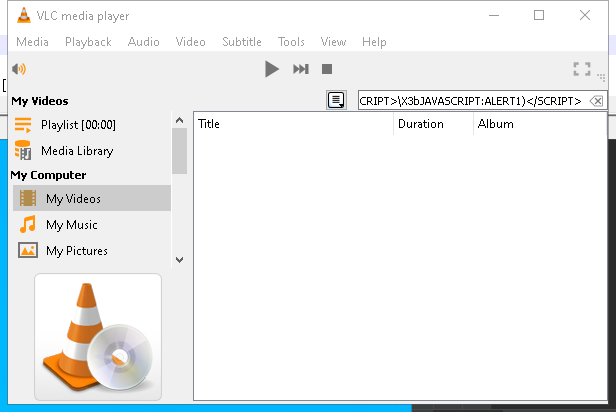 VLC media player
Media Playback Audio Video Subtitle Tools View Help
My Videos
CRIPT>\X3bJAVASCRIPT:ALERT1)</SCRIPT>
Playlist [00:00]
Media Library
My Computer
My Videos
My Music
My Pictures
Title Duration Album
[